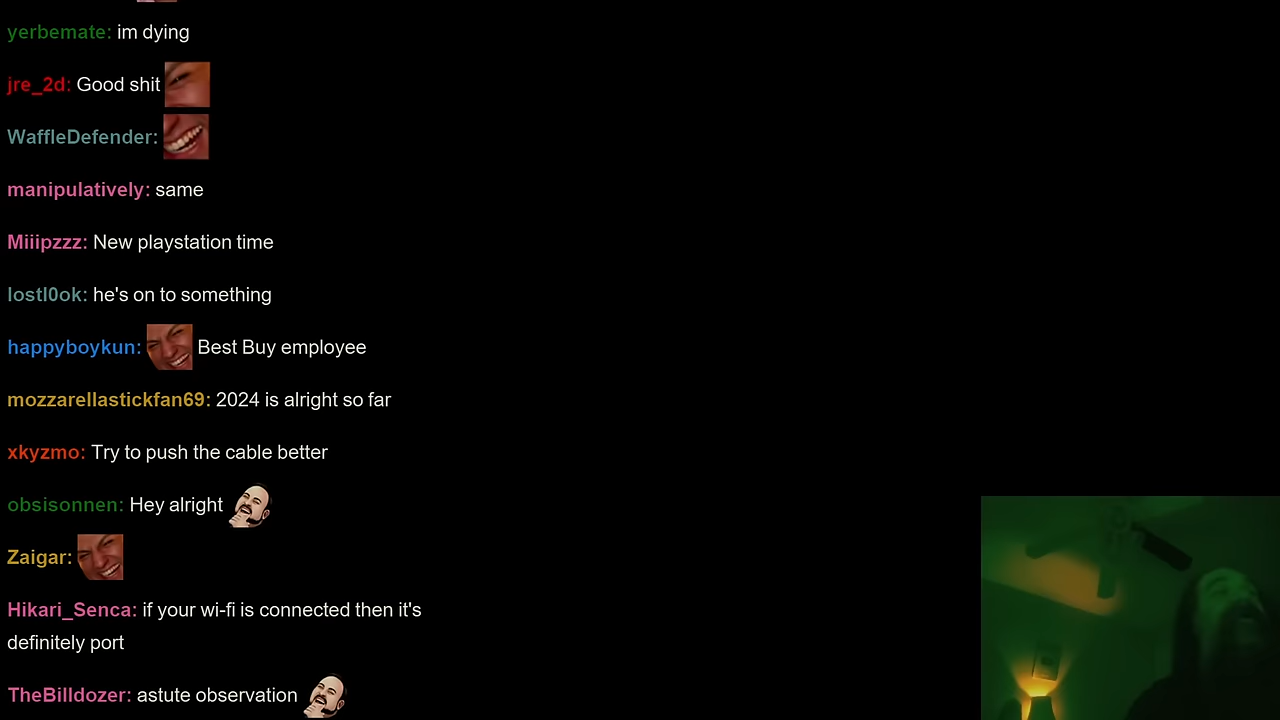 yerbemate: im dying
jre_2d: Good shit
WaffleDefender:
manipulatively: same
Miiipzzz: New playstation time
lostl0ok: he's on to something
happyboykun: Best Buy employee
mozzarellastickfan69: 2024 is alright so far
xkyzmo: Try to push the cable better
obsisonnen: Hey alright
Zaigar:
Hikari_Senca: if your wi-fi is connected then it's
definitely port
TheBilldozer: astute observation